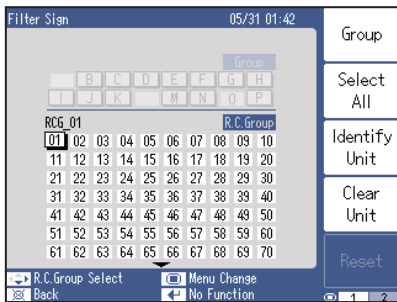 Filter Sign 05/31 01:42
Group
Group
B C D E F G H
I J K M N O P
Select
All
RCG_01 R.C.Group
01 02 03 04 05 06 07 08 09 10
11 12 13 14 15 16 17 18 19 20
21 22 23 24 25 26 27 28 29 30
31 32 33 34 35 36 37 38 39 40
41 42 43 44 45 46 47 48 49 50
51 52 53 54 55 56 57 58 59 60
61 62 63 64 65 66 67 68 69 70
Identify
Unit
Clear
Unit
Reset
R.C.Group Select Menu Change
Back No Function
1 2